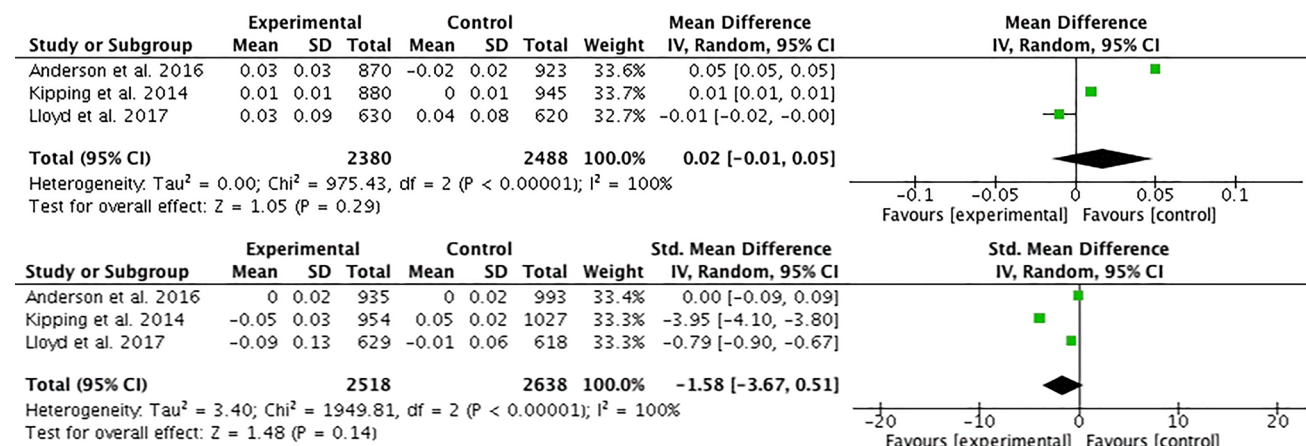 Experimental Control Mean Difference Mean Difference
Study or Subgroup Mean SD Total Mean SD Total Weight IV, Random, 95% CI IV, Random, 95% CI
Anderson et al. 2016 0.03 0.03 870 −0.02 0.02 923 33.6% 0.05 [0.05, 0.05]
Kipping et al. 2014 0.01 0.01 880 0 0.01 945 33.7% 0.01 [0.01, 0.01]
Lloyd et al. 2017 0.03 0.09 630 0.04 0.08 620 32.7% −0.01 [−0.02, −0.00]
Total (95% CI) 2380 2488 100.0% 0.02 [−0.01, 0.05]
Heterogeneity: Tau² = 0.00; Chi² = 975.43, df = 2 (P < 0.00001); I² = 100%
Test for overall effect: Z = 1.05 (P = 0.29)
−0.1 −0.05 0 0.05 0.1
Favours [experimental] Favours [control]
Experimental Control Std. Mean Difference Std. Mean Difference
Study or Subgroup Mean SD Total Mean SD Total Weight IV, Random, 95% CI IV, Random, 95% CI
Anderson et al. 2016 0 0.02 935 0 0.02 993 33.4% 0.00 [−0.09, 0.09]
Kipping et al. 2014 −0.05 0.03 954 0.05 0.02 1027 33.3% −3.95 [−4.10, −3.80]
Lloyd et al. 2017 −0.09 0.13 629 −0.01 0.06 618 33.3% −0.79 [−0.90, −0.67]
Total (95% CI) 2518 2638 100.0% −1.58 [−3.67, 0.51]
Heterogeneity: Tau² = 3.40; Chi² = 1949.81, df = 2 (P < 0.00001); I² = 100%
Test for overall effect: Z = 1.48 (P = 0.14)
−20 −10 0 10 20
Favours [experimental] Favours [control]